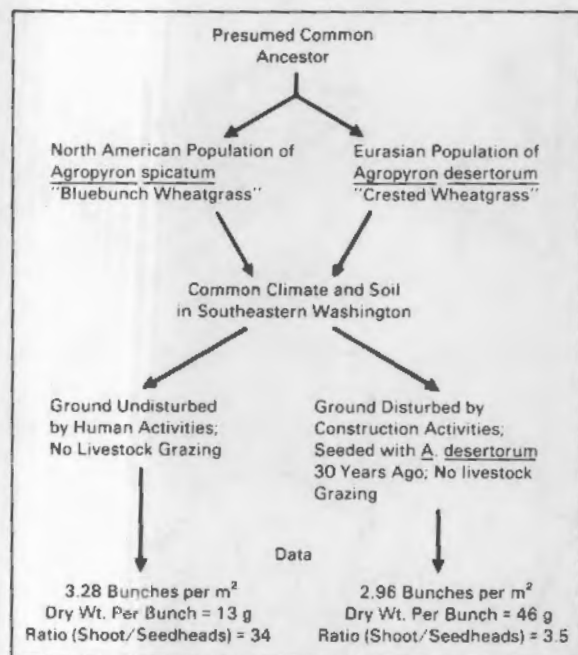 Presumed Common
Ancestor
North American Population of
Agropyron spicatum
"Bluebunch Wheatgrass"
Eurasian Population of
Agropyron desertorum
"Crested Wheatgrass"
Common Climate and Soil
in Southeastern Washington
Ground Undisturbed
by Human Activities;
No Livestock Grazing
Ground Disturbed by
Construction Activities;
Seeded with A. desertorum
30 Years Ago; No livestock
Grazing
Data
3.28 Bunches per m²
Dry Wt. Per Bunch = 13 g
Ratio (Shoot/Seedheads) = 34
2.96 Bunches per m²
Dry Wt. Per Bunch = 46 g
Ratio (Shoot/Seedheads) = 3.5